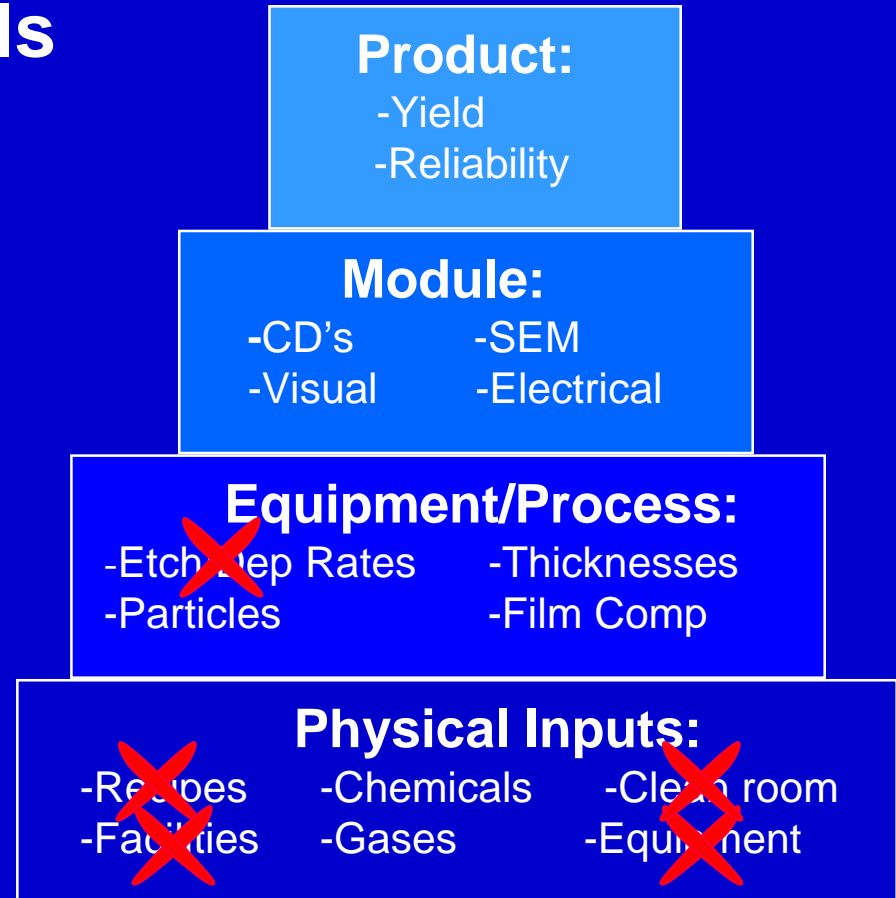 ls
Product:
-Yield
-Reliability
Module:
-CD’s -SEM
-Visual -Electrical
Equipment/Process:
-Etch Dep Rates -Thicknesses
-Particles -Film Comp
Physical Inputs:
-Recipes -Chemicals -Clean room
-Facilities -Gases -Equipment